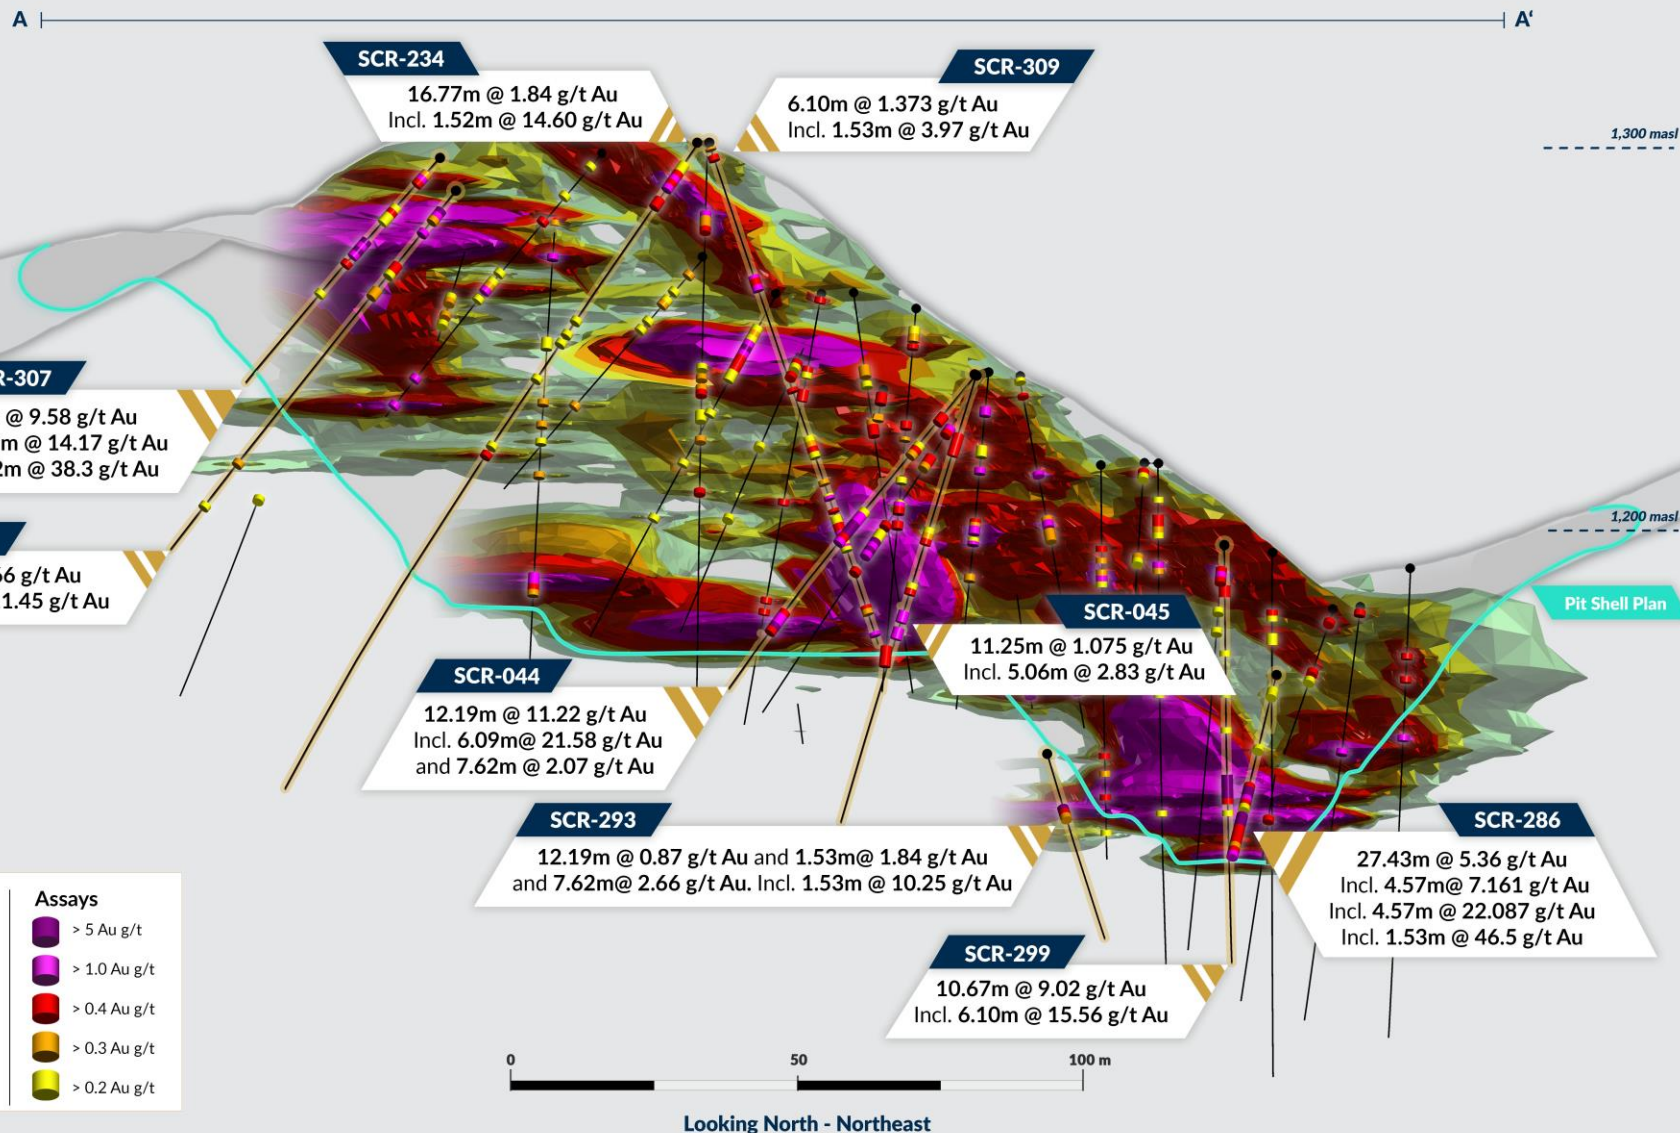 A
A'
SCR-234
16.77m @ 1.84 g/t Au
Incl. 1.52m @ 14.60 g/t Au
SCR-309
6.10m @ 1.373 g/t Au
Incl. 1.53m @ 3.97 g/t Au
1,300 masl
R-307
@ 9.58 g/t Au
m @ 14.17 g/t Au
2m @ 38.3 g/t Au
1,200 masl
66 g/t Au
1.45 g/t Au
Pit Shell Plan
SCR-045
11.25m @ 1.075 g/t Au
Incl. 5.06m @ 2.83 g/t Au
SCR-044
12.19m @ 11.22 g/t Au
Incl. 6.09m@ 21.58 g/t Au
and 7.62m @ 2.07 g/t Au
SCR-293
12.19m @ 0.87 g/t Au and 1.53m@ 1.84 g/t Au
and 7.62m@ 2.66 g/t Au. Incl. 1.53m @ 10.25 g/t Au
SCR-286
27.43m @ 5.36 g/t Au
Incl. 4.57m@ 7.161 g/t Au
Incl. 4.57m @ 22.087 g/t Au
Incl. 1.53m @ 46.5 g/t Au
SCR-299
10.67m @ 9.02 g/t Au
Incl. 6.10m @ 15.56 g/t Au
Assays
> 5 Au g/t
> 1.0 Au g/t
> 0.4 Au g/t
> 0.3 Au g/t
> 0.2 Au g/t
0 50 100 m
Looking North - Northeast